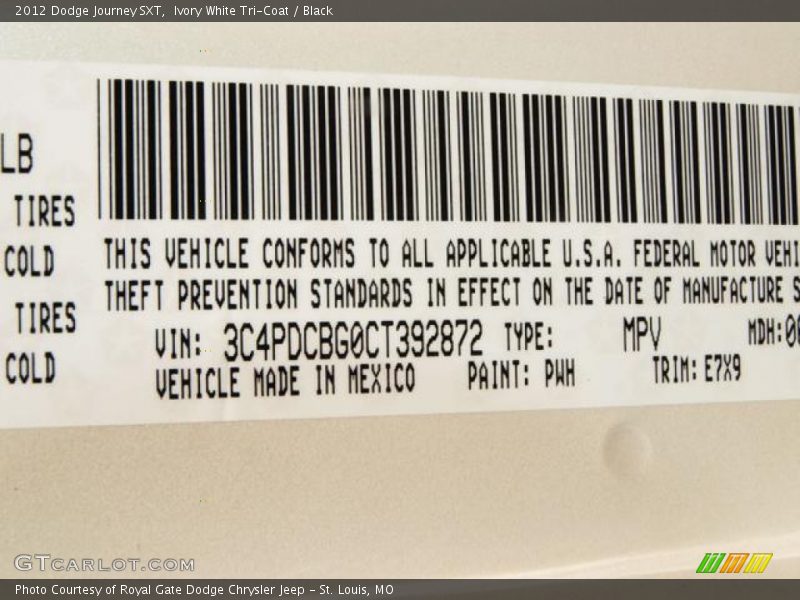 2012 Dodge Journey SXT, Ivory White Tri-Coat / Black
LB
TIRES
COLD
TIRES
COLD
THIS VEHICLE CONFORMS TO ALL APPLICABLE U.S.A. FEDERAL MOTOR VEHI
THEFT PREVENTION STANDARDS IN EFFECT ON THE DATE OF MANUFACTURE S
VIN: 3C4PDCBG0CT392872 TYPE: MPV MDH:
VEHICLE MADE IN MEXICO PAINT: PWH TRIM: E7X9
GTCARLOT.COM
Photo Courtesy of Royal Gate Dodge Chrysler Jeep - St. Louis, MO